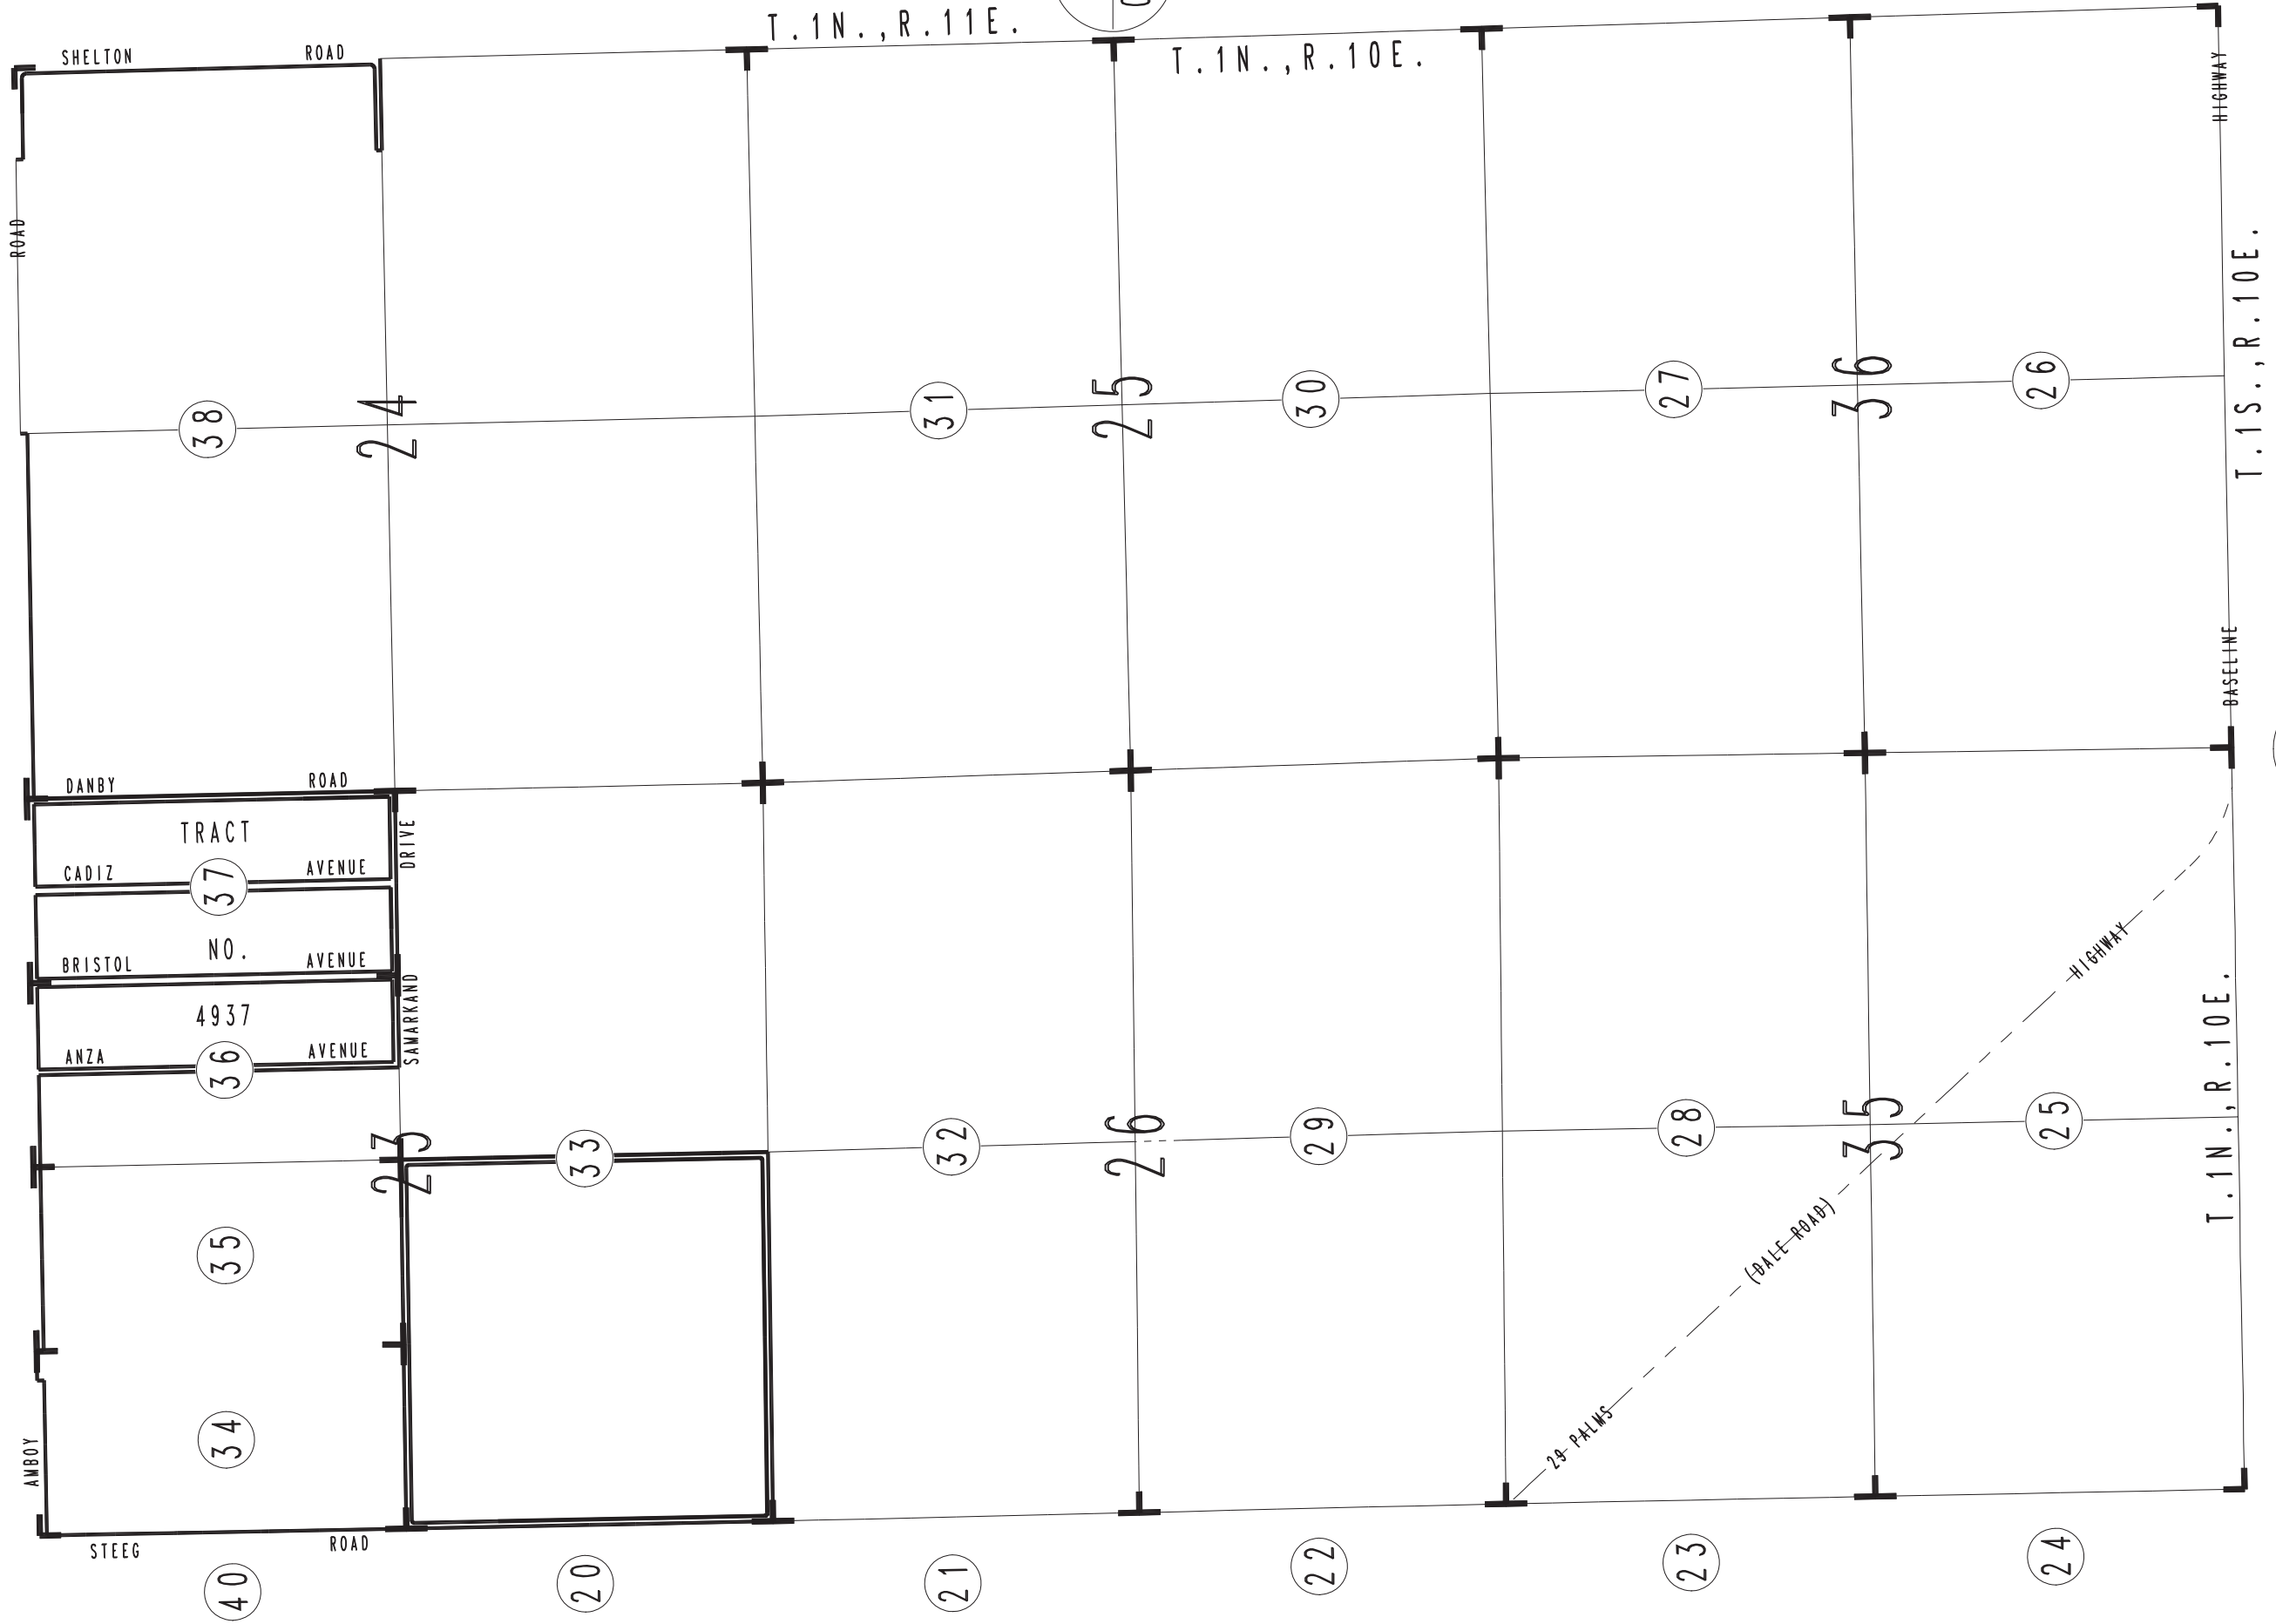 T.1N.,R.11E.
SHELTON ROAD
T.1N.,R.10E.
HIGHWAY
ROAD
T.1S.,R.10E.
38
24
31
25
30
27
36
26
BASELINE
DANBY ROAD
DRIVE
TRACT
CADIZ AVENUE
37
NO.
BRISTOL AVENUE
SAMARKAND
4937
ANZA AVENUE
36
HIGHWAY
T.1N.,R.10E.
23
33
32
26
29
28
35
25
35
(DALE ROAD)
34
29 PALMS
AMBOY
STEEG ROAD
40
20
21
22
23
24